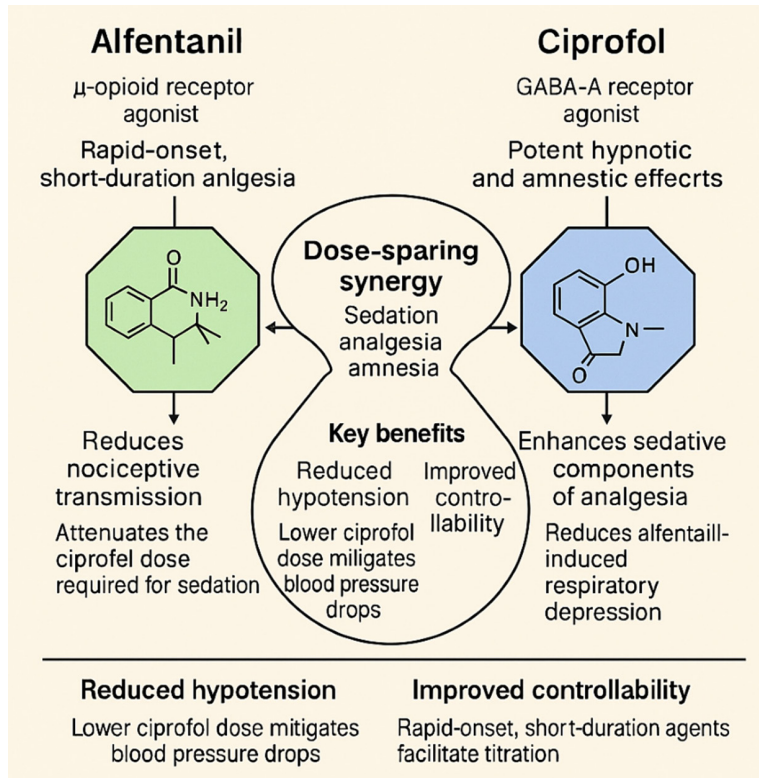 Alfentanil
μ-opioid receptor
agonist
Rapid-onset,
short-duration anlgesia
O
NH₂
Reduces
nociceptive
transmission
Attenuates the
ciprofel dose
required for sedation
Dose-sparing
synergy
Sedation
analgesia
amnesia
Key benefits
Reduced
hypotension
Lower ciprofol
dose miligates
blood pressure
drops
Improved
contro-
llability
Ciprofol
GABA-A receptor
agonist
Potent hypnotic
and amnestic effecrts
OH
N
O
Enhances sedative
components
of analgesia
Reduces alfentaill-
induced
respiratory
depression
Reduced hypotension
Lower ciprofol dose mitigates
blood pressure drops
Improved controllability
Rapid-onset, short-duration agents
facilitate titration